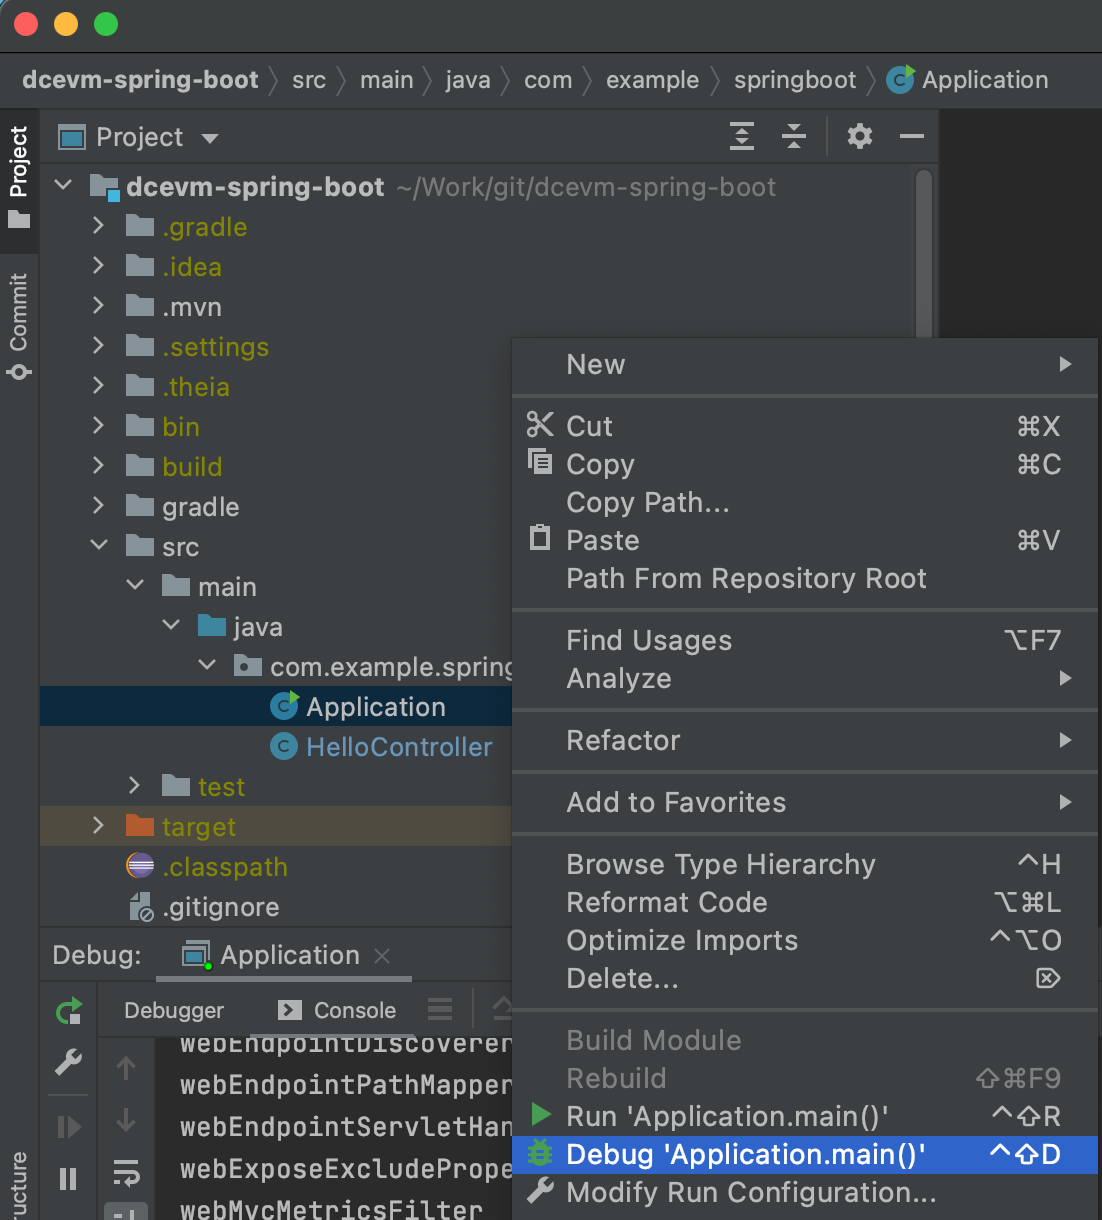 dcevm-spring-boot src main java com example springboot Application
Project
Commit
Project
dcevm-spring-boot ~/Work/git/dcevm-spring-boot
.gradle
.idea
.mvn
.settings
.theia
bin
build
gradle
src
main
java
com.example.spring
Application
HelloController
test
target
.classpath
.gitignore
New
Cut ⌘X
Copy ⌘C
Copy Path...
Paste ⌘V
Path From Repository Root
Find Usages ⌥F7
Analyze
Refactor
Add to Favorites
Browse Type Hierarchy ^H
Reformat Code ⌥⌘L
Optimize Imports ^⌥O
Delete... ⌦
Build Module
Rebuild ⇧⌘F9
Run 'Application.main()' ^⇧R
Debug 'Application.main()' ^⇧D
Modify Run Configuration...
Debug: Application
Debugger Console
webEndpointDiscoverer
webEndpointPathMapper
webEndpointServletHan
webExposeExcludePrope
webMvcMetricsFilter
ructure